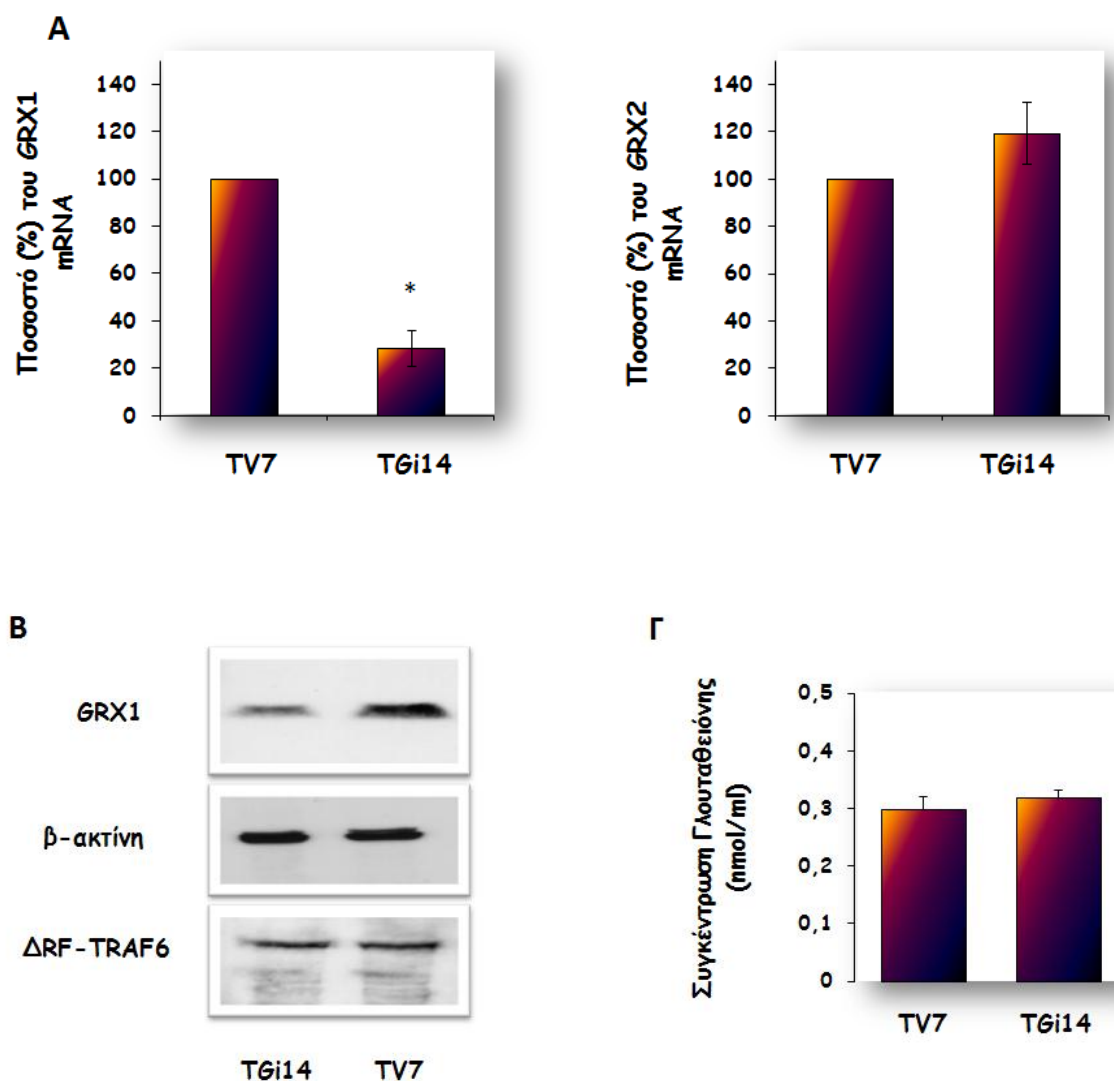 A
Ποσοστό (%) του GRX1
mRNA
140
120
100
80
60
40
20
0
*
TV7 TGi14
Ποσοστό (%) του GRX2
mRNA
140
120
100
80
60
40
20
0
TV7 TGi14
B
GRX1
β-ακτίνη
ΔRF-TRAF6
TGi14 TV7
Γ
Συγκέντρωση Γλουταθειόνης
(nmol/ml)
0,5
0,4
0,3
0,2
0,1
0
TV7 TGi14